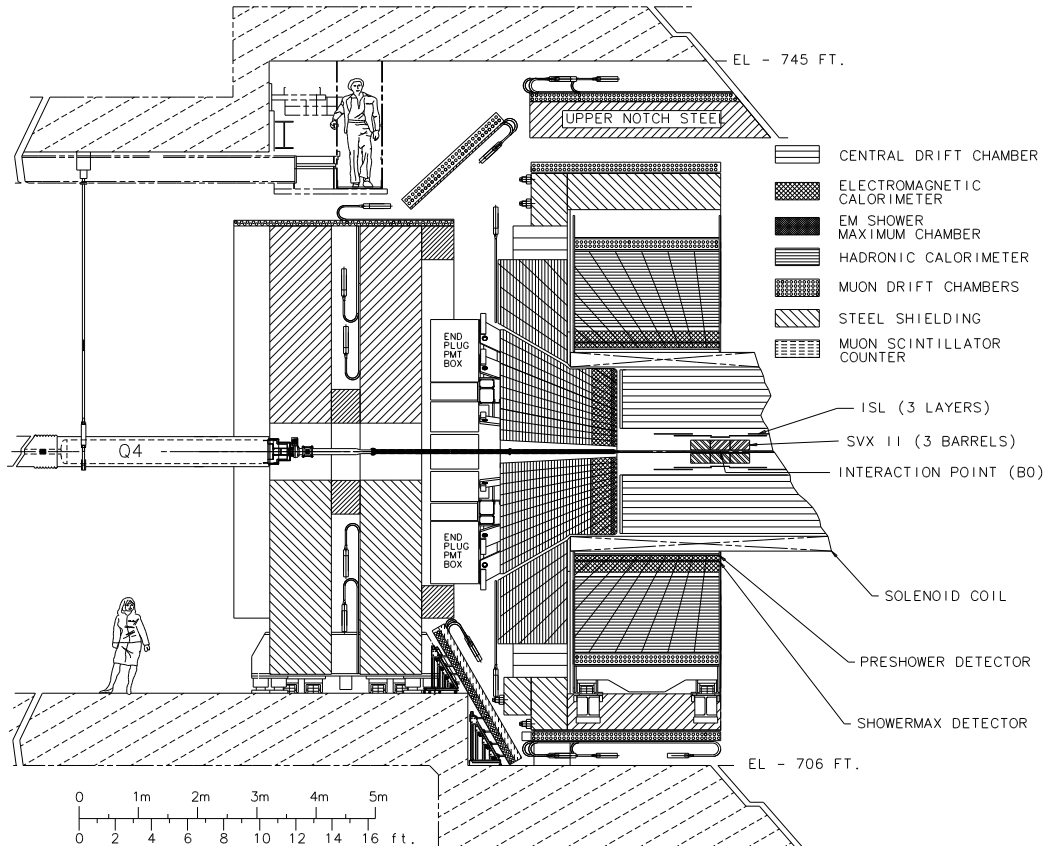 EL - 745 FT.
UPPER NOTCH STEEL
CENTRAL DRIFT CHAMBER
ELECTROMAGNETIC
CALORIMETER
EM SHOWER
MAXIMUM CHAMBER
HADRONIC CALORIMETER
MUON DRIFT CHAMBERS
STEEL SHIELDING
MUON SCINTILLATOR
COUNTER
END
PLUG
PMT
BOX
ISL (3 LAYERS)
SVX II (3 BARRELS)
INTERACTION POINT (B0)
Q4
END
PLUG
PMT
BOX
SOLENOID COIL
PRESHOWER DETECTOR
SHOWERMAX DETECTOR
EL - 706 FT.
0 1m 2m 3m 4m 5m
0 2 4 6 8 10 12 14 16 ft.